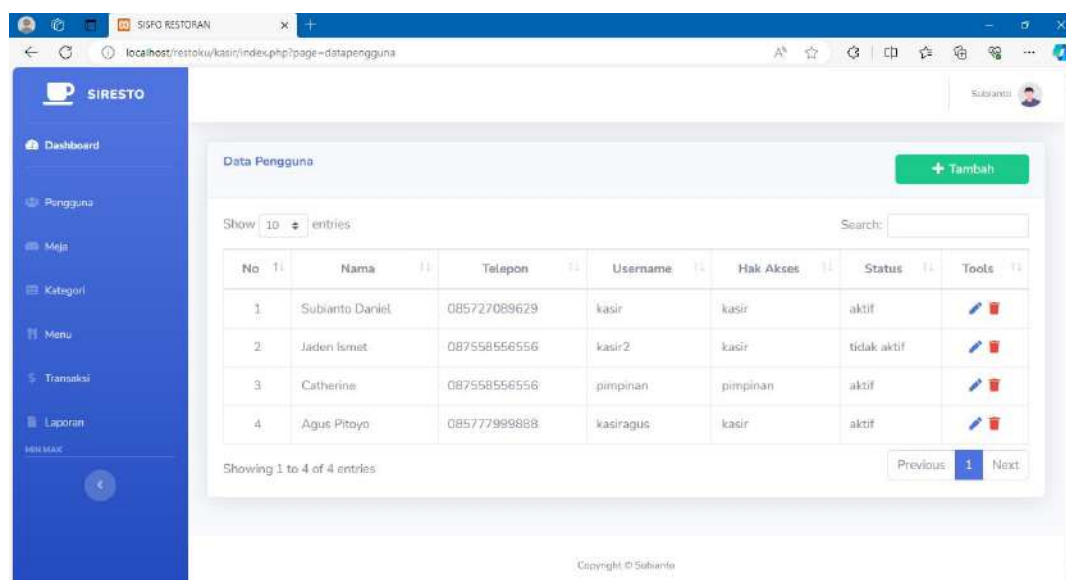 SISFO RESTORAN
localhost/restoku/kasir/index.php?page=datapengguna
SIRESTO
Subianto
Dashboard
Pengguna
Meja
Kategori
Menu
Transaksi
Laporan
MIN MAX
Data Pengguna
+ Tambah
Show 10 entries
Search:
No Nama Telepon Username Hak Akses Status Tools
1 Subianto Daniel 085727089629 kasir kasir aktif
2 Jaden Ismet 087558556556 kasir2 kasir tidak aktif
3 Catherine 087558556556 pimpinan pimpinan aktif
4 Agus Pitoyo 085777999888 kasiragus kasir aktif
Showing 1 to 4 of 4 entries
Previous 1 Next
Copyright © Subianto